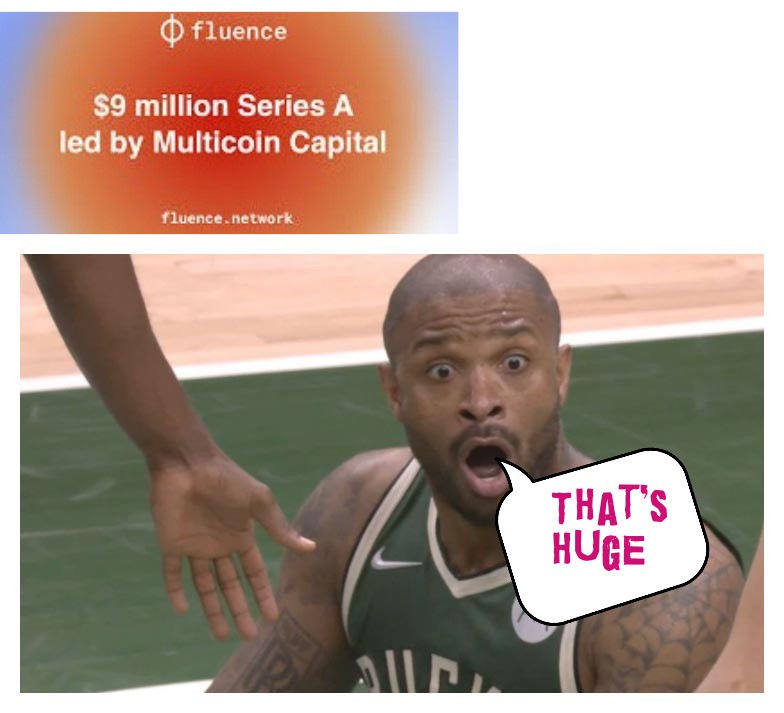 fluence
$9 million Series A
led by Multicoin Capital
fluence.network
THAT'S
HUGE